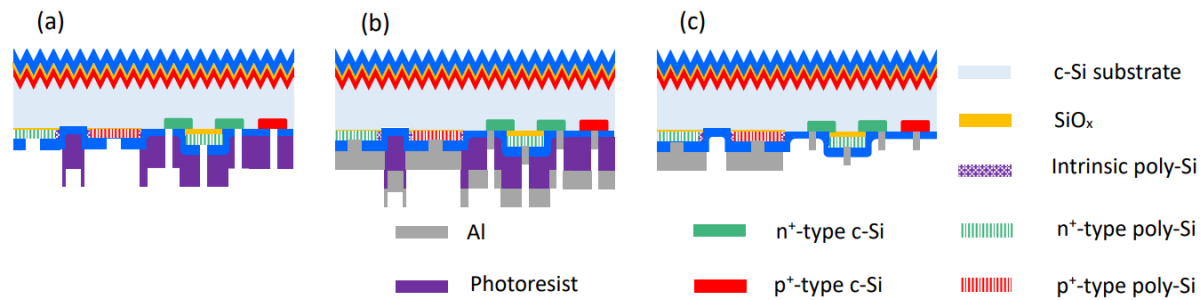 (a)
(b)
(c)
c-Si substrate
SiOₓ
Intrinsic poly-Si
Al
n⁺-type c-Si
n⁺-type poly-Si
Photoresist
p⁺-type c-Si
p⁺-type poly-Si